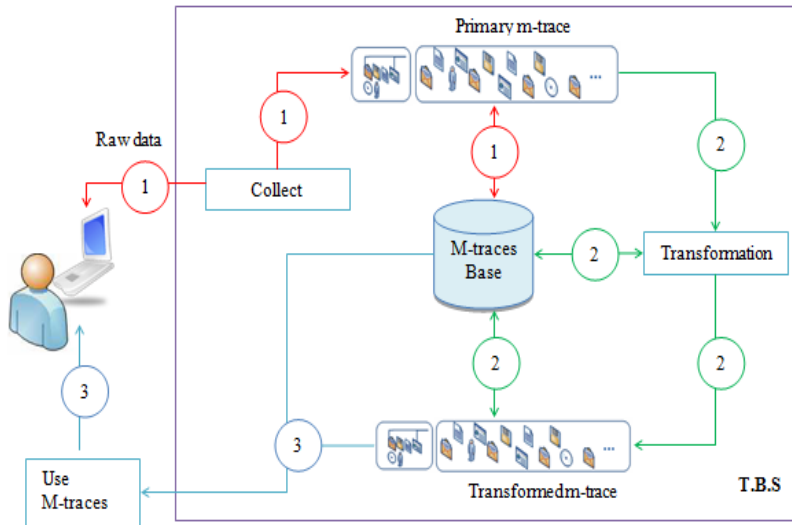 Primary m-trace
...
1
2
Raw data
1
1
Collect
M-traces
Base
2
Transformation
2
2
3
3
Use
M-traces
...
Transformed m-trace
T.B.S